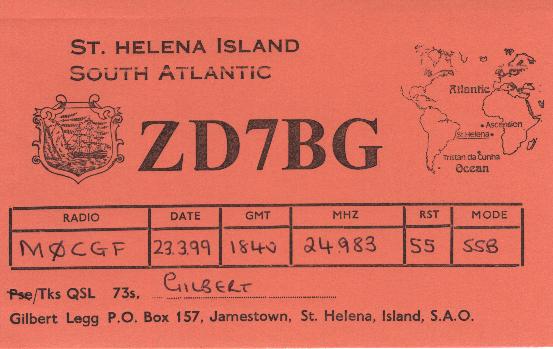 ST. HELENA ISLAND
SOUTH ATLANTIC
ZD7BG
Atlantic
Ascension
St Helena
Tristan da Cunha
Ocean
RADIO DATE GMT MHZ RST MODE
MØCGF 23.3.99 1840 24.983 55 SSB
Pse/Tks QSL 73s, GILBERT
Gilbert Legg P.O. Box 157, Jamestown, St. Helena, Island, S.A.O.